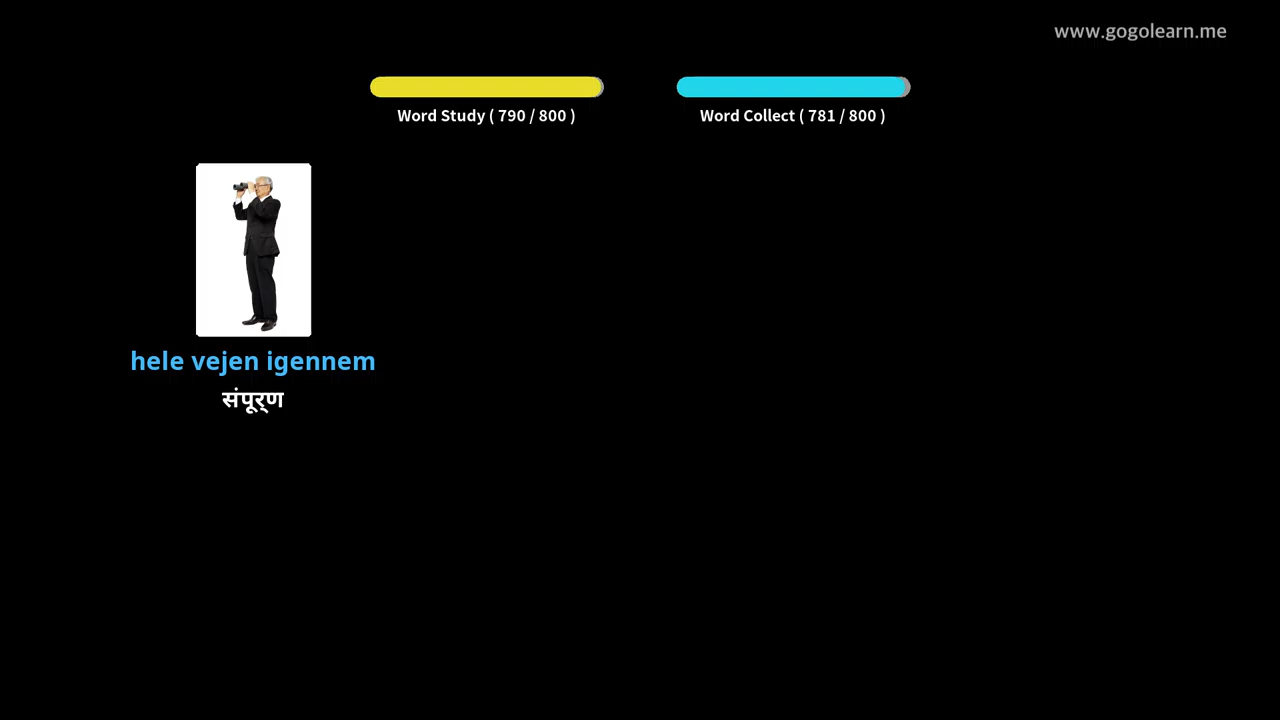 www.gogolearn.me
Word Study ( 790 / 800 )
Word Collect ( 781 / 800 )
hele vejen igennem
संपूर्ण